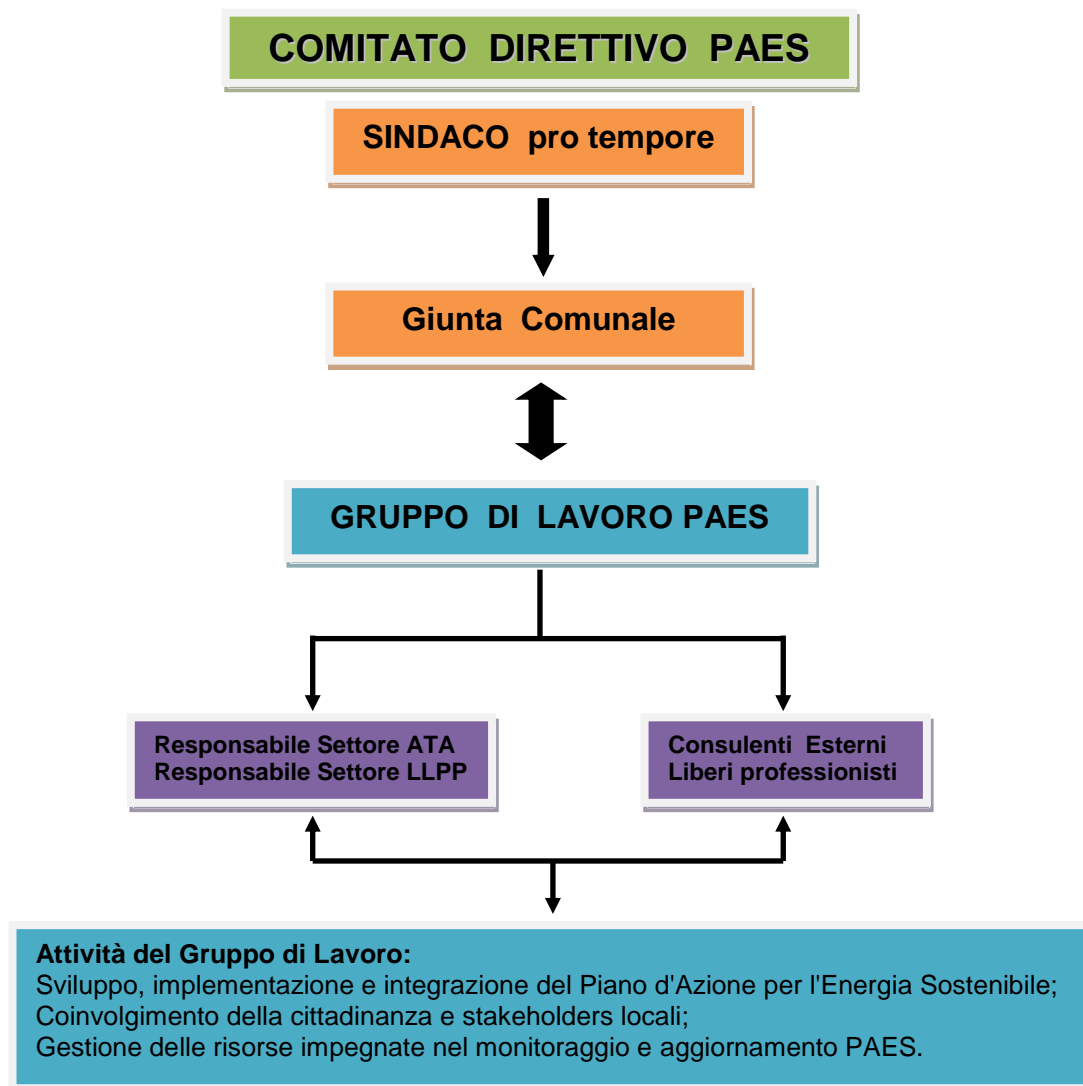 COMITATO DIRETTIVO PAES
SINDACO pro tempore
Giunta Comunale
GRUPPO DI LAVORO PAES
Responsabile Settore ATA
Responsabile Settore LLPP
Consulenti Esterni
Liberi professionisti
Attività del Gruppo di Lavoro:
Sviluppo, implementazione e integrazione del Piano d'Azione per l'Energia Sostenibile;
Coinvolgimento della cittadinanza e stakeholders locali;
Gestione delle risorse impegnate nel monitoraggio e aggiornamento PAES.